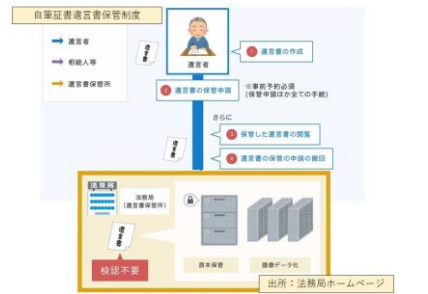 自筆証書遺言書保管制度
遺言者
相続人等
遺言書保管所
遺言書
遺言者
1 遺言書の作成
2 遺言書の保管申請
※事前予約必須
(保管申請ほか全ての手続)
さらに
遺言書
3 保管した遺言書の閲覧
4 遺言書の保管の申請の撤回
法務局
法務局
(遺言書保管所)
遺言書
検認不要
原本保管
画像データ化
出所:法務局ホームページ